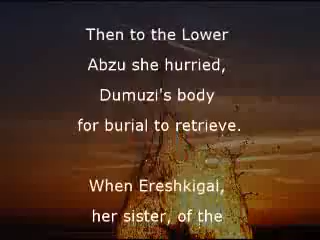 Then to the Lower
Abzu she hurried,
Dumuzi's body
for burial to retrieve.
When Ereshkigal,
her sister, of the